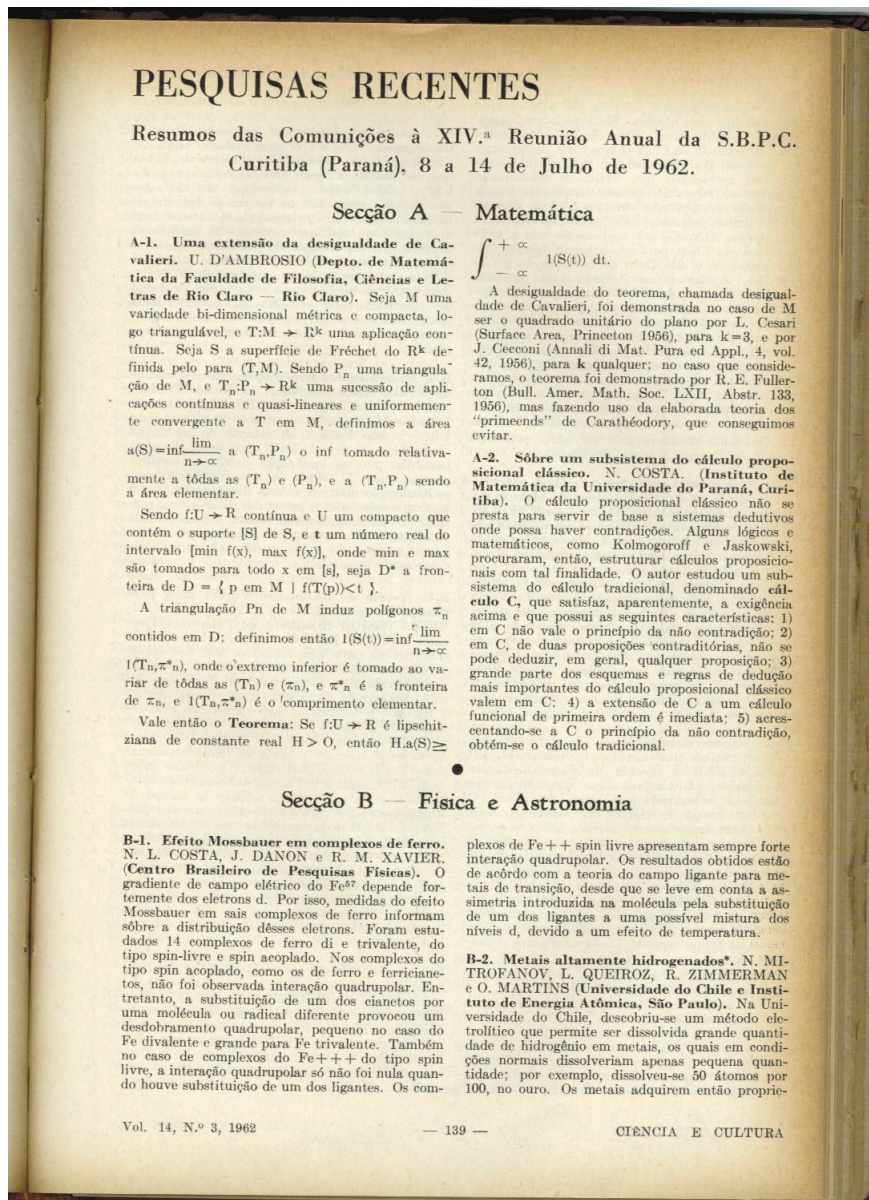 PESQUISAS RECENTES
Resumos das Comunições à XIV.ª Reunião Anual da S.B.P.C.
Curitiba (Paraná), 8 a 14 de Julho de 1962.
Secção A — Matemática
A-1. Uma extensão da desigualdade de Ca-
valieri. U. D'AMBROSIO (Depto. de Matemá-
tica da Faculdade de Filosofia, Ciências e Le-
tras de Rio Claro — Rio Claro). Seja M uma
variedade bi-dimensional métrica e compacta, lo-
go triangulável, e T:M → Rᵏ uma aplicação con-
tínua. Seja S a superfície de Fréchet do Rᵏ de-
finida pelo para (T,M). Sendo Pₙ uma triangula-
ção de M, e Tₙ:Pₙ → Rᵏ uma sucessão de apli-
cações contínuas e quasi-lineares e uniformemen-
te convergente a T em M, definimos a área
a(S)=inf lim a (Tₙ,Pₙ) o inf tomado relativa-
n→∝
mente a tôdas as (Tₙ) e (Pₙ), e a (Tₙ,Pₙ) sendo
a área elementar.
Sendo f:U → R contínua e U um compacto que
contém o suporte [S] de S, e t um número real do
intervalo [min f(x), max f(x)], onde min e max
são tomados para todo x em [s], seja D* a fron-
teira de D = { p em M | f(T(p))<t }.
A triangulação Pn de M induz polígonos πₙ
contidos em D: definimos então l(S(t))=inf lim
n→∝
l(Tn,π*n), onde o extremo inferior é tomado ao va-
riar de tôdas as (Tn) e (πn), e π*n é a fronteira
de πn, e l(Tn,π*n) é o comprimento elementar.
Vale então o Teorema: Se f:U → R é lipschit-
ziana de constante real H > O, então H.a(S)≥
∫ + ∝
l(S(t)) dt.
— ∝
A desigualdade do teorema, chamada desigual-
dade de Cavalieri, foi demonstrada no caso de M
ser o quadrado unitário do plano por L. Cesari
(Surface Area, Princeton 1956), para k=3, e por
J. Cecconi (Annali di Mat. Pura ed Appl., 4, vol.
42, 1956), para k qualquer; no caso que conside-
ramos, o teorema foi demonstrado por R. E. Fuller-
ton (Bull. Amer. Math. Soc. LXII, Abstr. 133,
1956), mas fazendo uso da elaborada teoria dos
"primeends" de Carathéodory, que conseguimos
evitar.
A-2. Sôbre um subsistema do cálculo propo-
sicional clássico. N. COSTA. (Instituto de
Matemática da Universidade do Paraná, Curi-
tiba). O cálculo proposicional clássico não se
presta para servir de base a sistemas dedutivos
onde possa haver contradições. Alguns lógicos e
matemáticos, como Kolmogoroff e Jaskowski,
procuraram, então, estruturar cálculos proposicio-
nais com tal finalidade. O autor estudou um sub-
sistema do cálculo tradicional, denominado cál-
culo C, que satisfaz, aparentemente, a exigência
acima e que possui as seguintes características: 1)
em C não vale o princípio da não contradição; 2)
em C, de duas proposições contraditórias, não se
pode deduzir, em geral, qualquer proposição; 3)
grande parte dos esquemas e regras de dedução
mais importantes do cálculo proposicional clássico
valem em C: 4) a extensão de C a um cálculo
funcional de primeira ordem é imediata; 5) acres-
centando-se a C o princípio da não contradição,
obtém-se o cálculo tradicional.
Secção B — Física e Astronomia
B-1. Efeito Mossbauer em complexos de ferro.
N. L. COSTA, J. DANON e R. M. XAVIER.
(Centro Brasileiro de Pesquisas Físicas). O
gradiente de campo elétrico do Fe⁵⁷ depende for-
temente dos eletrons d. Por isso, medidas do efeito
Mossbauer em sais complexos de ferro informam
sôbre a distribuição dêsses eletrons. Foram estu-
dados 14 complexos de ferro di e trivalente, do
tipo spin-livre e spin acoplado. Nos complexos do
tipo spin acoplado, como os de ferro e ferriciane-
tos, não foi observada interação quadrupolar. En-
tretanto, a substituição de um dos cianetos por
uma molécula ou radical diferente provocou um
desdobramento quadrupolar, pequeno no caso do
Fe divalente e grande para Fe trivalente. Também
no caso de complexos do Fe+++ do tipo spin
livre, a interação quadrupolar só não foi nula quan-
do houve substituição de um dos ligantes. Os com-
plexos de Fe++ spin livre apresentam sempre forte
interação quadrupolar. Os resultados obtidos estão
de acôrdo com a teoria do campo ligante para me-
tais de transição, desde que se leve em conta a as-
simetria introduzida na molécula pela substituição
de um dos ligantes a uma possível mistura dos
níveis d, devido a um efeito de temperatura.
B-2. Metais altamente hidrogenados*. N. MI-
TROFANOV, L. QUEIROZ, R. ZIMMERMAN
e O. MARTINS (Universidade do Chile e Insti-
tuto de Energia Atômica, São Paulo). Na Uni-
versidade do Chile, descobriu-se um método ele-
trolítico que permite ser dissolvida grande quanti-
dade de hidrogênio em metais, os quais em condi-
ções normais dissolveriam apenas pequena quan-
tidade; por exemplo, dissolveu-se 50 átomos por
100, no ouro. Os metais adquirem então proprie-
Vol. 14, N.º 3, 1962
— 139 —
CIÊNCIA E CULTURA